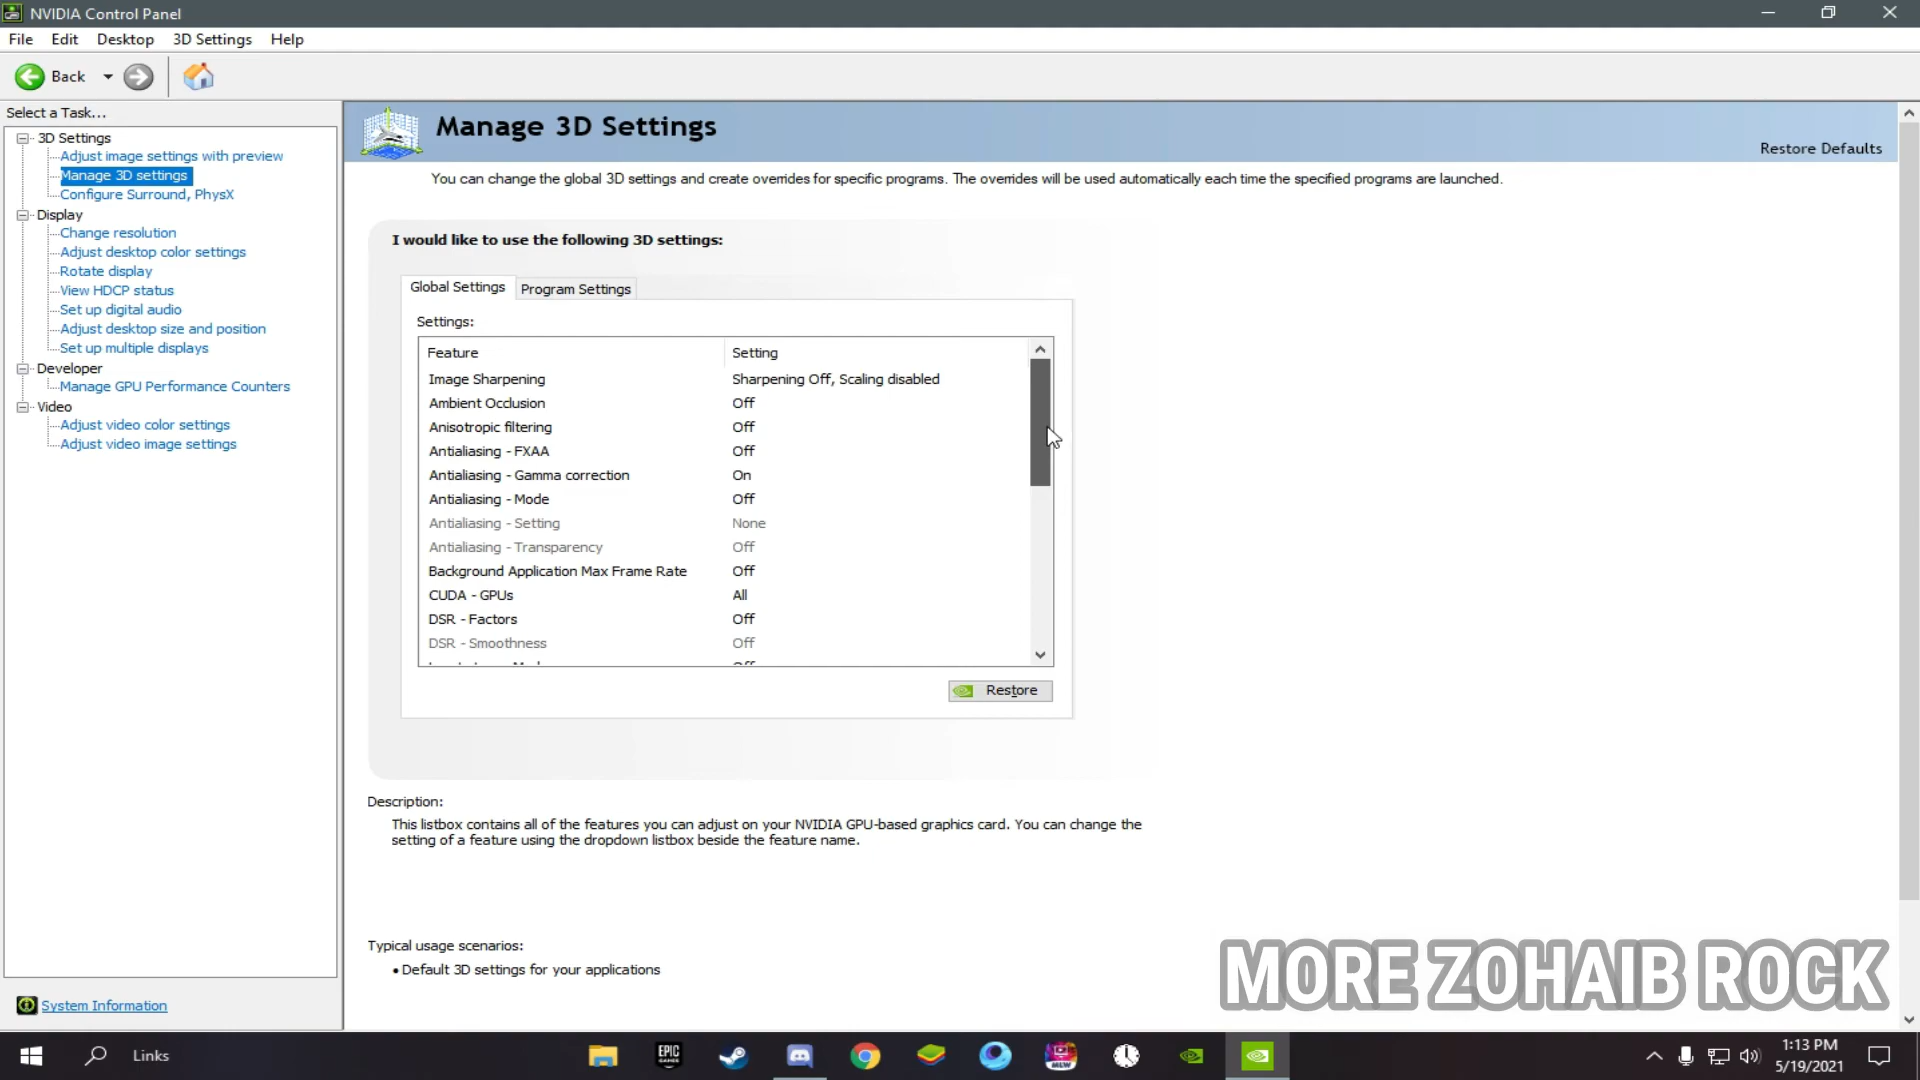 NVIDIA Control Panel
File Edit Desktop 3D Settings Help
Back
Select a Task...
3D Settings
Adjust image settings with preview
Manage 3D settings
Configure Surround, PhysX
Display
Change resolution
Adjust desktop color settings
Rotate display
View HDCP status
Set up digital audio
Adjust desktop size and position
Set up multiple displays
Developer
Manage GPU Performance Counters
Video
Adjust video color settings
Adjust video image settings
System Information
Manage 3D Settings
Restore Defaults
You can change the global 3D settings and create overrides for specific programs. The overrides will be used automatically each time the specified programs are launched.
I would like to use the following 3D settings:
Global Settings Program Settings
Settings:
Feature Setting
Image Sharpening Sharpening Off, Scaling disabled
Ambient Occlusion Off
Anisotropic filtering Off
Antialiasing - FXAA Off
Antialiasing - Gamma correction On
Antialiasing - Mode Off
Antialiasing - Setting None
Antialiasing - Transparency Off
Background Application Max Frame Rate Off
CUDA - GPUs All
DSR - Factors Off
DSR - Smoothness Off
Restore
Description:
This listbox contains all of the features you can adjust on your NVIDIA GPU-based graphics card. You can change the
setting of a feature using the dropdown listbox beside the feature name.
Typical usage scenarios:
• Default 3D settings for your applications
MORE ZOHAIB ROCK
Links
EPIC GAMES
1:13 PM
5/19/2021